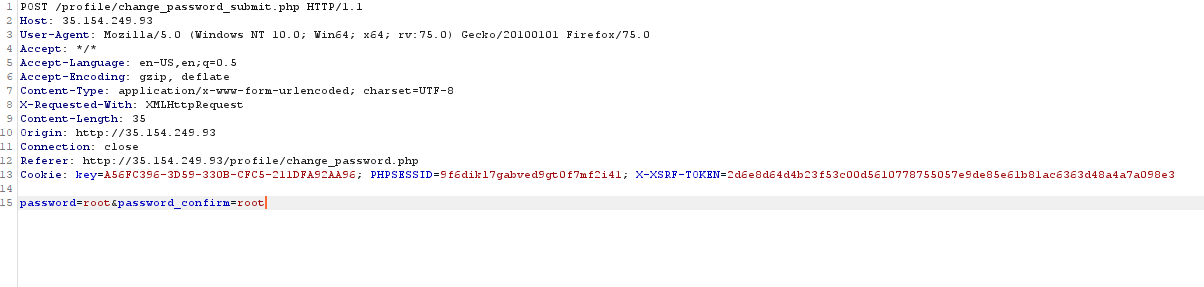 1 POST /profile/change_password_submit.php HTTP/1.1
2 Host: 35.154.249.93
3 User-Agent: Mozilla/5.0 (Windows NT 10.0; Win64; x64; rv:75.0) Gecko/20100101 Firefox/75.0
4 Accept: */*
5 Accept-Language: en-US,en;q=0.5
6 Accept-Encoding: gzip, deflate
7 Content-Type: application/x-www-form-urlencoded; charset=UTF-8
8 X-Requested-With: XMLHttpRequest
9 Content-Length: 35
10 Origin: http://35.154.249.93
11 Connection: close
12 Referer: http://35.154.249.93/profile/change_password.php
13 Cookie: key=A56FC396-3D59-330B-CFC5-211DFA92AA96; PHPSESSID=9f6dikl7gabved9gt0f7mf2i41; X-XSRF-TOKEN=2d6e8d64d4b23f53c00d5610778755057e9de85e61b81ac6363d48a4a7a098e3
14
15 password=root&password_confirm=root